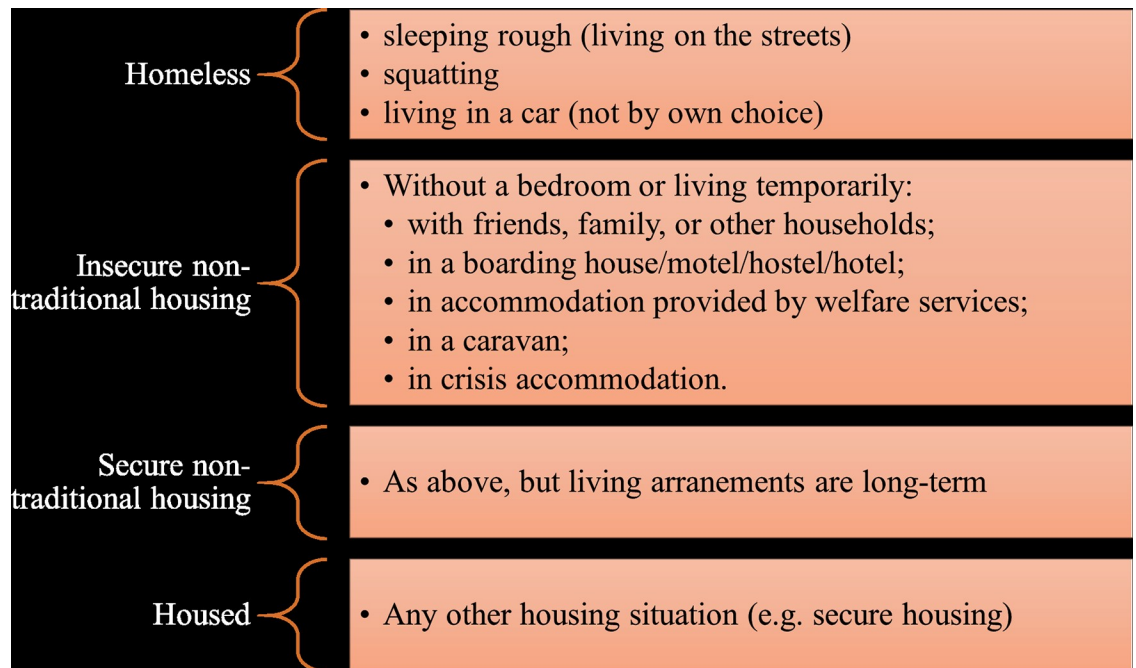 Homeless
• sleeping rough (living on the streets)
• squatting
• living in a car (not by own choice)
Insecure non-
traditional housing
• Without a bedroom or living temporarily:
• with friends, family, or other households;
• in a boarding house/motel/hostel/hotel;
• in accommodation provided by welfare services;
• in a caravan;
• in crisis accommodation.
Secure non-
traditional housing
• As above, but living arranements are long-term
Housed
• Any other housing situation (e.g. secure housing)